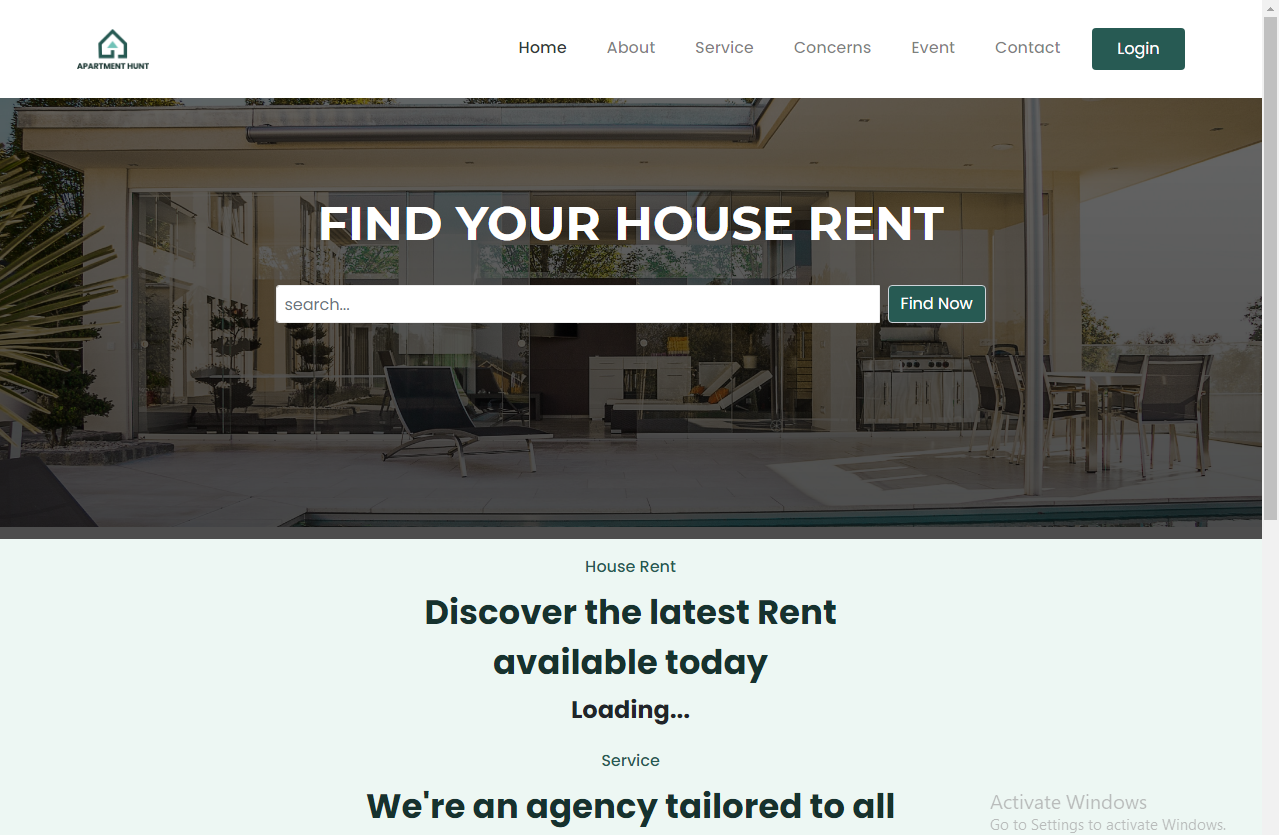 APARTMENT HUNT
Home About Service Concerns Event Contact Login
FIND YOUR HOUSE RENT
search...
Find Now
House Rent
Discover the latest Rent
available today
Loading...
Service
We're an agency tailored to all
Activate Windows
Go to Settings to activate Windows.